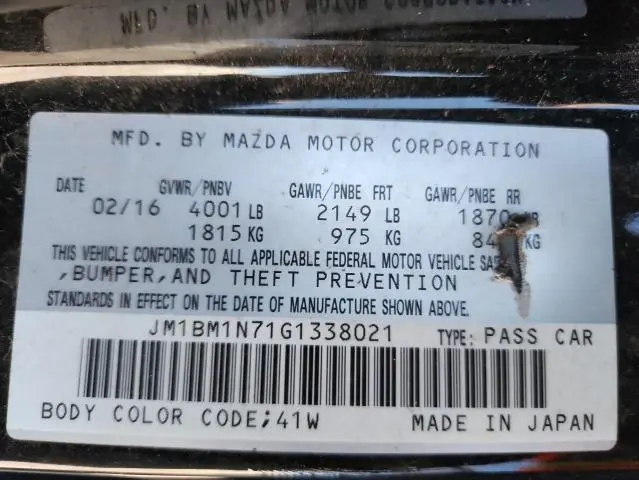 MFD. BY MAZDA MOTOR CORPORATION
DATE GVWR/PNBV GAWR/PNBE FRT GAWR/PNBE RR
02/16 4001 LB 2149 LB 1870
1815 KG 975 KG KG
THIS VEHICLE CONFORMS TO ALL APPLICABLE FEDERAL MOTOR VEHICLE
,BUMPER,AND THEFT PREVENTION
STANDARDS IN EFFECT ON THE DATE OF MANUFACTURE SHOWN ABOVE.
JM1BM1N71G1338021 TYPE: PASS CAR
BODY COLOR CODE;41W MADE IN JAPAN